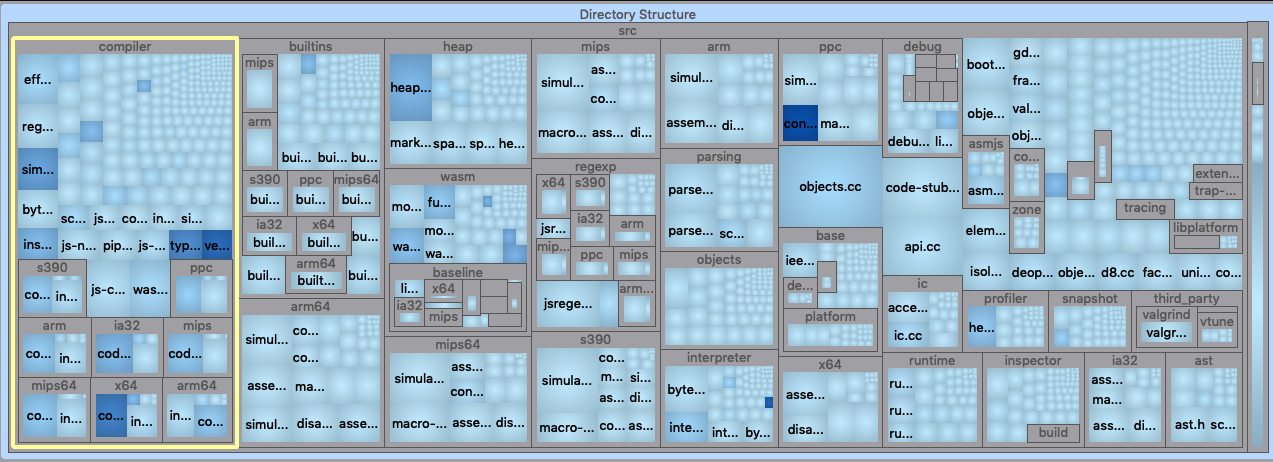 Directory Structure
src
compiler
eff...
reg...
sim...
byt...
sc...
js...
co...
in...
si...
ins...
js-n...
pip...
js-...
typ...
ve...
s390
co...
in...
js-c...
was...
ppc
arm
co...
in...
ia32
cod...
mips
cod...
mips64
co...
in...
x64
co...
in...
arm64
in...
co...
builtins
mips
arm
bui...
bui...
bu...
s390
bui...
ppc
bui...
mips64
bui...
ia32
buil...
x64
buil...
bu...
buil...
arm64
built...
bui...
arm64
simul...
co...
co...
asse...
ma...
simul...
disa...
asse...
heap
heap...
mark...
spa...
sp...
he...
wasm
mo...
fu...
mo...
wa...
wa...
baseline
li...
x64
ia32
mips
mips64
simula...
ass...
con...
macro-...
asse...
dis...
mips
simul...
as...
co...
macro...
ass...
di...
regexp
x64
s390
jsr...
ia32
arm
mip...
ppc
mips
jsrege...
arm...
s390
simula...
co...
m...
si...
as...
di...
macro-...
co...
as...
arm
simul...
assem...
di...
parsing
parse...
parse...
sc...
objects
interpreter
byte...
inte...
int...
by...
ppc
sim...
con...
ma...
objects.cc
base
iee...
de...
platform
x64
asse...
disa...
debug
debu...
li...
code-stub...
api.cc
ic
acce...
ic.cc
runtime
ru...
ru...
ru...
boot...
gd...
fra...
obje...
val...
obj...
asmjs
asm...
co...
zone
elem...
exten...
trap-...
tracing
libplatform
isol...
deop...
obje...
d8.cc
fac...
uni...
co...
profiler
he...
snapshot
third_party
valgrind
valgr...
vtune
inspector
build
ia32
ass...
ma...
ass...
di...
ast
ast.h
sc...